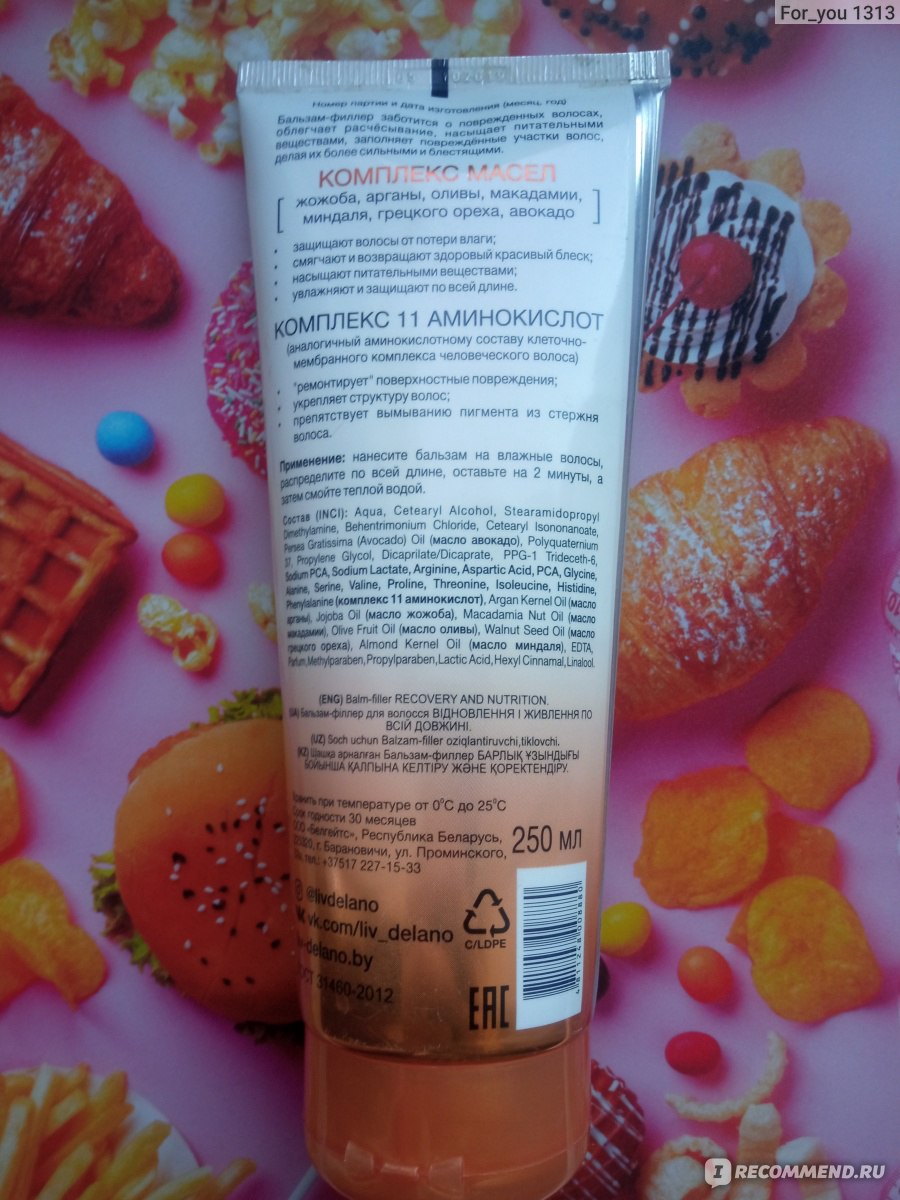 For_you 1313
Номер партии и дата изготовления (месяц, год)
Бальзам-филлер заботится о поврежденных волосах,
облегчает расчёсывание, насыщает питательными
веществами, заполняет повреждённые участки волос,
делая их более сильными и блестящими.
КОМПЛЕКС МАСЕЛ
[жожоба, арганы, оливы, макадамии,
миндаля, грецкого ореха, авокадо]
• защищают волосы от потери влаги;
• смягчают и возвращают здоровый красивый блеск;
• насыщают питательными веществами;
• увлажняют и защищают по всей длине.
КОМПЛЕКС 11 АМИНОКИСЛОТ
(аналогичный аминокислотному составу клеточно-
мембранного комплекса человеческого волоса)
• "ремонтирует" поверхностные повреждения;
• укрепляет структуру волос;
• препятствует вымыванию пигмента из стержня
волоса.
Применение: нанесите бальзам на влажные волосы,
распределите по всей длине, оставьте на 2 минуты, а
затем смойте теплой водой.
Состав (INCI): Aqua, Cetearyl Alcohol, Stearamidopropyl
Dimethylamine, Behentrimonium Chloride, Cetearyl Isononanoate,
Persea Gratissima (Avocado) Oil (масло авокадо), Polyquaternium
37, Propylene Glycol, Dicaprilate/Dicaprate, PPG-1 Trideceth-6,
Sodium PCA, Sodium Lactate, Arginine, Aspartic Acid, PCA, Glycine,
Alanine, Serine, Valine, Proline, Threonine, Isoleucine, Histidine,
Phenylalanine (комплекс 11 аминокислот), Argan Kernel Oil (масло
арганы), Jojoba Oil (масло жожоба), Macadamia Nut Oil (масло
макадамии), Olive Fruit Oil (масло оливы), Walnut Seed Oil (масло
грецкого ореха), Almond Kernel Oil (масло миндаля), EDTA,
Parfum, Methylparaben, Propylparaben, Lactic Acid, Hexyl Cinnamal, Linalool.
(ENG) Balm-filler RECOVERY AND NUTRITION.
(UA) Бальзам-філлер для волосся ВІДНОВЛЕННЯ І ЖИВЛЕННЯ ПО
ВСІЙ ДОВЖИНІ.
(UZ) Soch uchun Balzam-filler oziqlantiruvchi,tiklovchi.
(KZ) Шашқа арналған Бальзам-филлер БАРЛЫҚ ҰЗЫНДЫҒЫ
БОЙЫНША ҚАЛПЫНА КЕЛТІРУ ЖӘНЕ ҚОРЕКТЕНДІРУ.
Хранить при температуре от 0°С до 25°С
Срок годности 30 месяцев
ООО «Белгейтс», Республика Беларусь,
г. Барановичи, ул. Проминского,
тел.: +37517 227-15-33
250 МЛ
@livdelano
vk.com/liv_delano
liv-delano.by
ГОСТ 31460-2012
C/LDPE
EAC
4 811248 008880
IRECOMMEND.RU